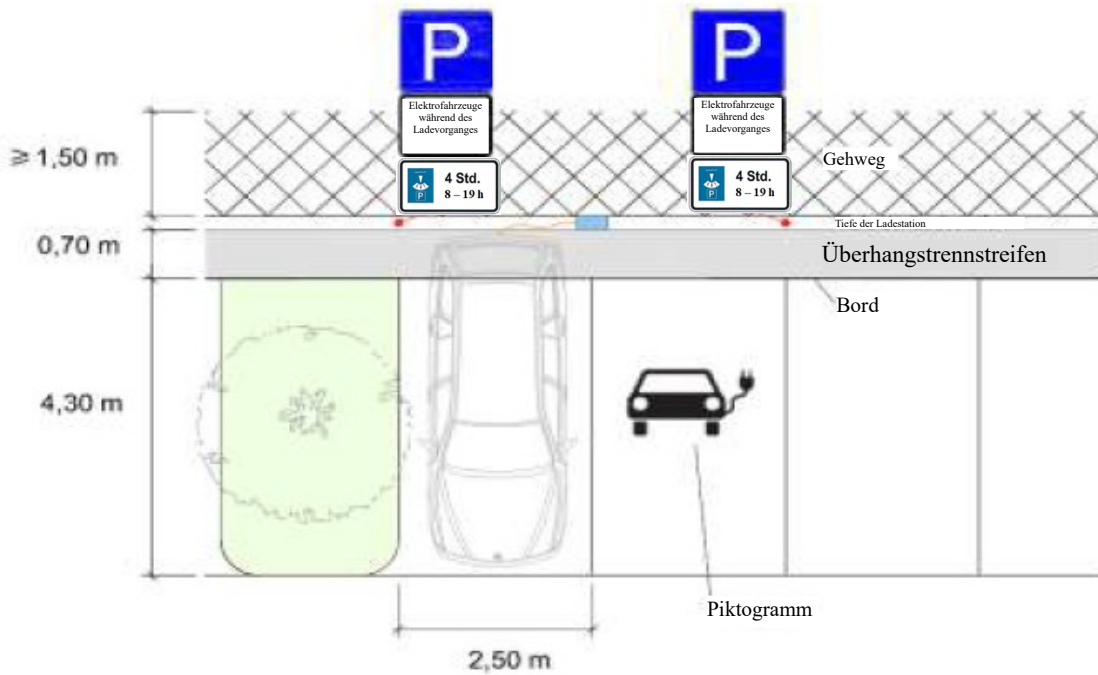 P
P
Elektrofahrzeuge
während des
Ladevorganges
Elektrofahrzeuge
während des
Ladevorganges
≥ 1,50 m
Gehweg
P
4 Std.
8 – 19 h
P
4 Std.
8 – 19 h
Tiefe der Ladestation
0,70 m
Überhangstrennstreifen
Bord
4,30 m
Piktogramm
2,50 m